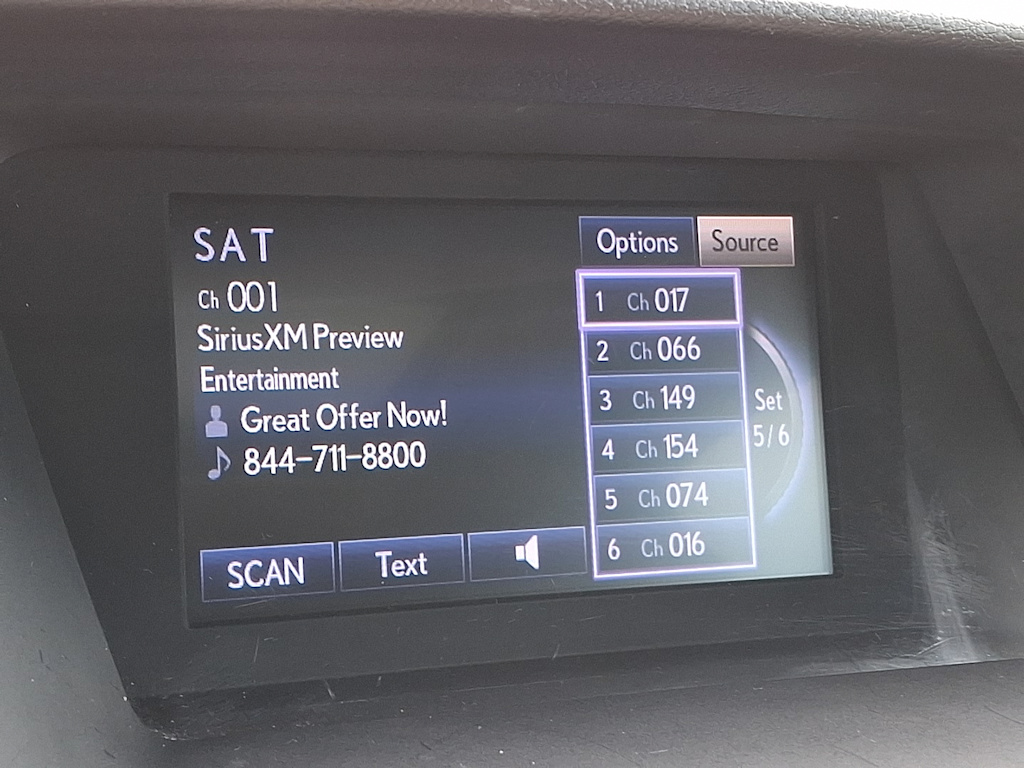 SAT
Ch 001
SiriusXM Preview
Entertainment
Great Offer Now!
844-711-8800
SCAN
Text
Options
Source
1 Ch 017
2 Ch 066
3 Ch 149
4 Ch 154
5 Ch 074
6 Ch 016
Set
5/6